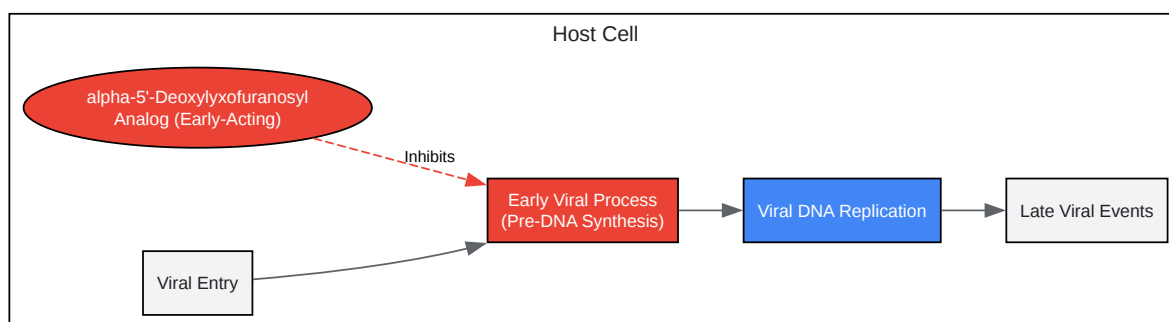 Host Cell
alpha-5'-Deoxylyxofuranosyl
Analog (Early-Acting)
Inhibits
Early Viral Process
(Pre-DNA Synthesis)
Viral DNA Replication
Late Viral Events
Viral Entry